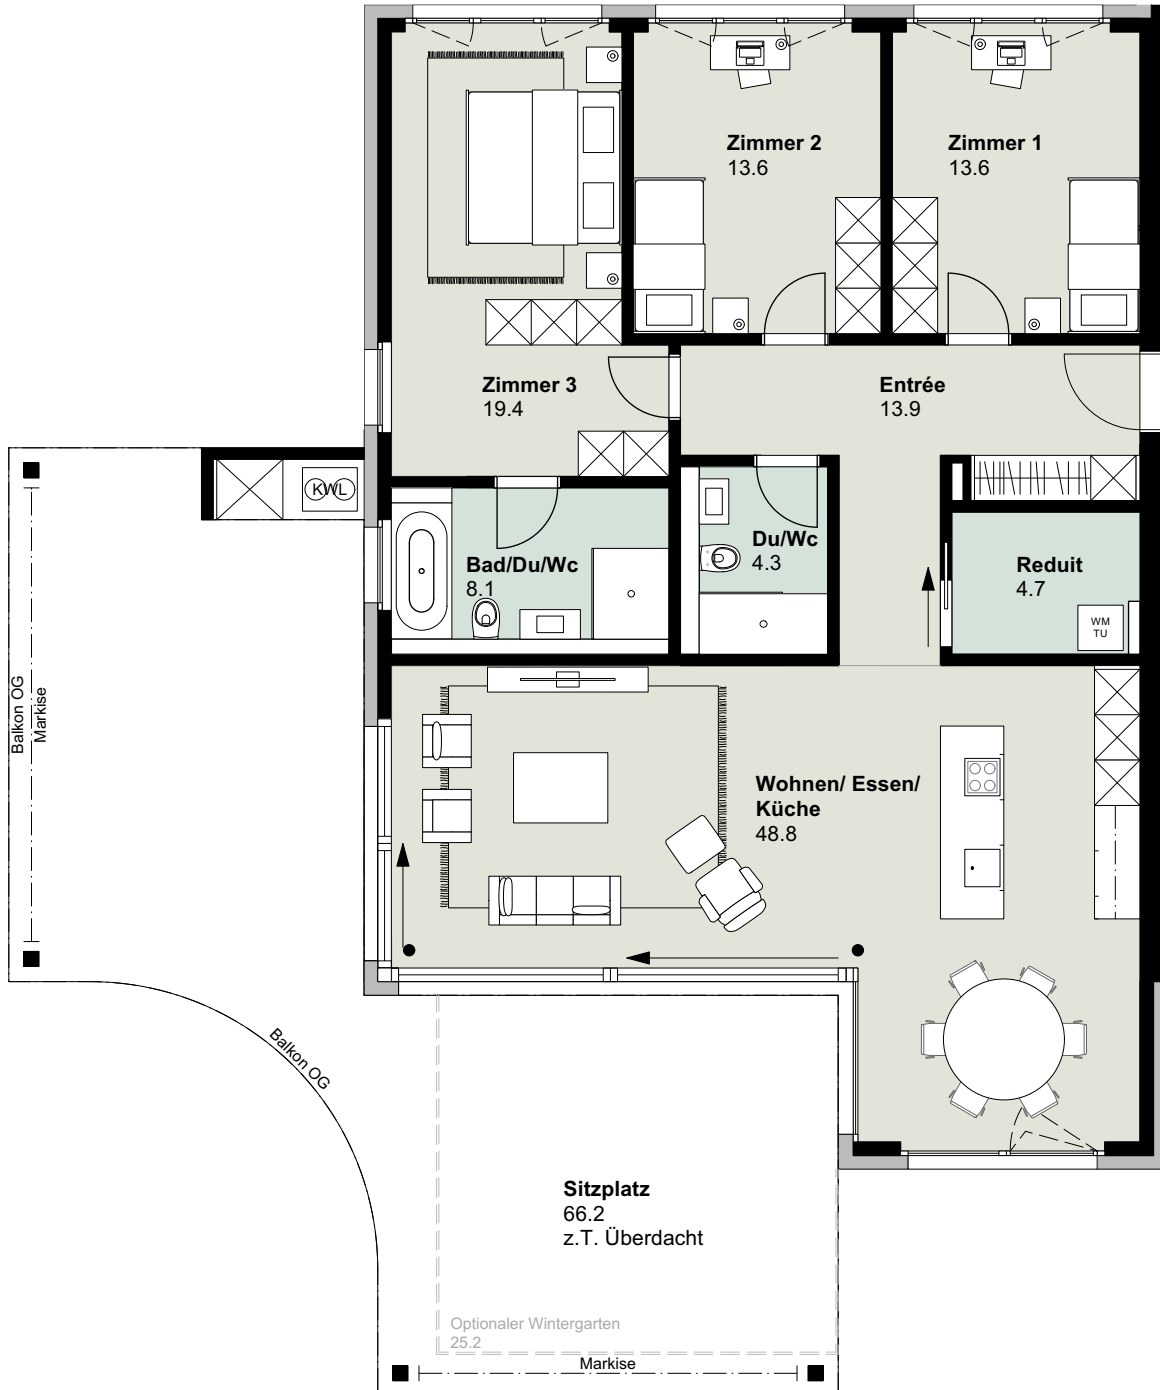 Zimmer 2
13.6
Zimmer 1
13.6
Zimmer 3
19.4
Entrée
13.9
KWL
Bad/Du/Wc
8.1
Du/Wc
4.3
Reduit
4.7
WM
TU
Balkon OG
Markise
Wohnen/ Essen/
Küche
48.8
Balkon OG
Sitzplatz
66.2
z.T. Überdacht
Optionaler Wintergarten
25.2
Markise